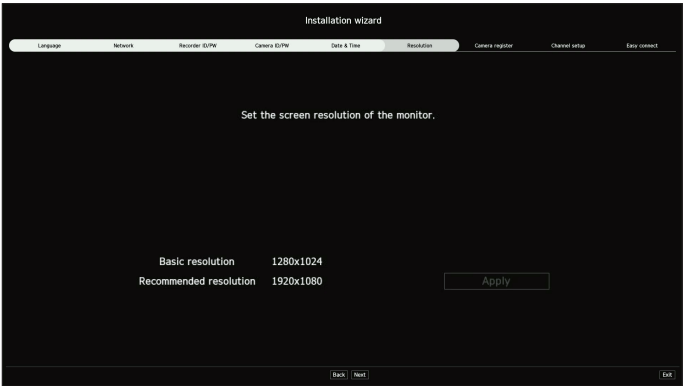 Installation wizard
Language Network Recorder ID/PW Camera ID/PW Date & Time Resolution Camera register Channel setup Easy connect
Set the screen resolution of the monitor.
Basic resolution 1280x1024
Recommended resolution 1920x1080 Apply
Back Next Exit